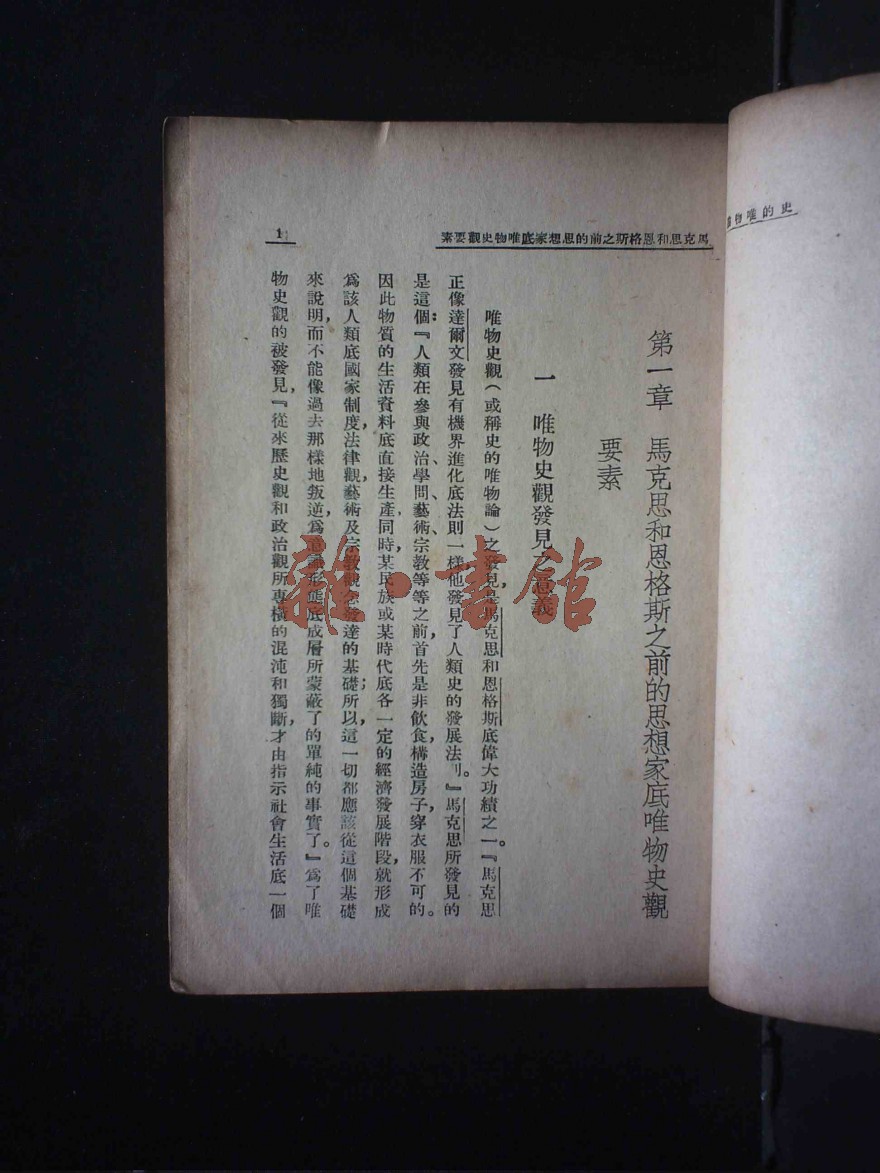 史的唯物
馬克思和恩格斯之前的思想家底唯物史觀要素
1
第一章 馬克思和恩格斯之前的思想家底唯物史觀
要素
一 唯物史觀發見之意義
唯物史觀(或稱史的唯物論)之發見,是馬克思和恩格斯底偉大功績之一。『馬克思
正像達爾文發見有機界進化底法則一樣他發見了人類史的發展法則。』馬克思所發見的
是這個:『人類在參與政治、學問、藝術、宗教等等之前,首先是非飲食,構造房子,穿衣服不可的。
因此物質的生活資料底直接生產,同時,某民族或某時代底各一定的經濟發展階段,就形成
爲該人類底國家制度,法律觀,藝術及宗教觀念發達的基礎;所以,這一切都應該從這個基礎
來說明,而不能像過去那樣地叛逆,爲意識形態底成層所蒙蔽了的單純的事實了。』爲了唯
物史觀的被發見,『從來歷史觀和政治觀所專橫的混沌和獨斷,才由指示社會生活底一個
雜·書館